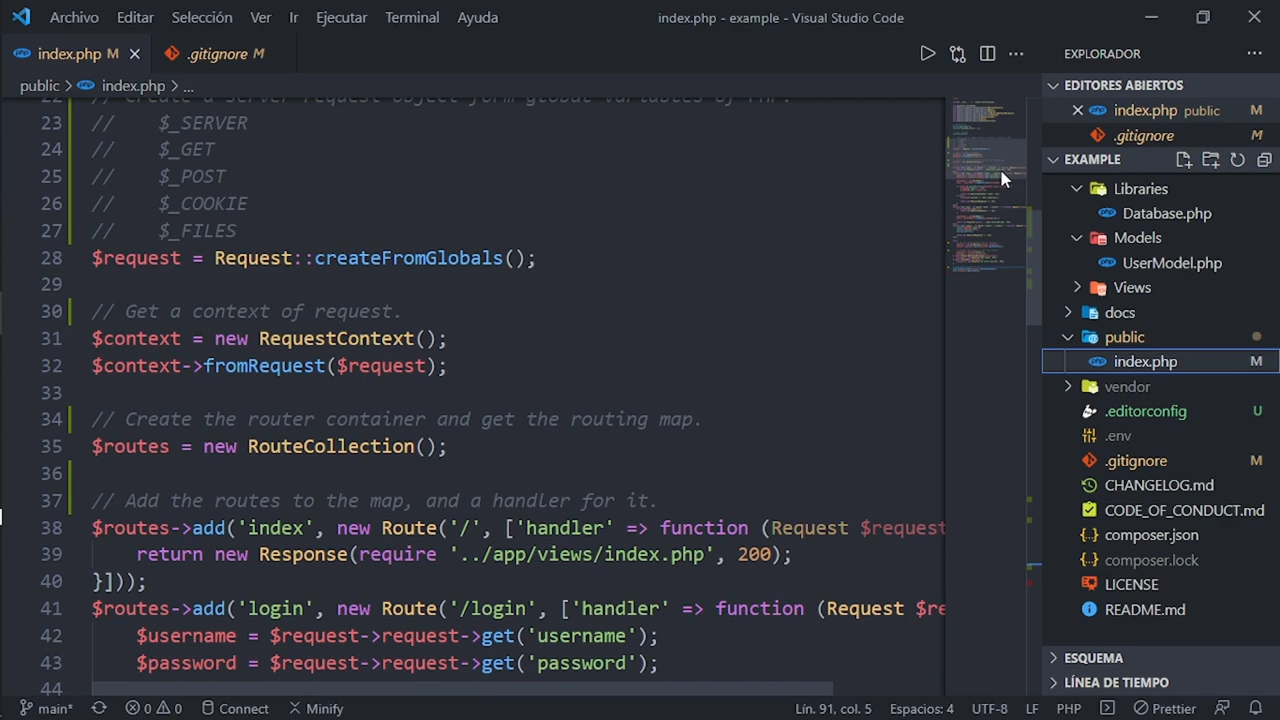 Archivo Editar Selección Ver Ir Ejecutar Terminal Ayuda index.php - example - Visual Studio Code
index.php M .gitignore M
public > index.php > ...
22 // Create a server request object form global variables of PHP.
23 // $_SERVER
24 // $_GET
25 // $_POST
26 // $_COOKIE
27 // $_FILES
28 $request = Request::createFromGlobals();
29
30 // Get a context of request.
31 $context = new RequestContext();
32 $context->fromRequest($request);
33
34 // Create the router container and get the routing map.
35 $routes = new RouteCollection();
36
37 // Add the routes to the map, and a handler for it.
38 $routes->add('index', new Route('/', ['handler' => function (Request $request
39 return new Response(require '../app/views/index.php', 200);
40 }]));
41 $routes->add('login', new Route('/login', ['handler' => function (Request $re
42 $username = $request->request->get('username');
43 $password = $request->request->get('password');
44
EXPLORADOR
EDITORES ABIERTOS
index.php public M
.gitignore M
EXAMPLE
Libraries
Database.php
Models
UserModel.php
Views
docs
public
index.php M
vendor
.editorconfig U
.env
.gitignore M
CHANGELOG.md
CODE_OF_CONDUCT.md
composer.json
composer.lock
LICENSE
README.md
ESQUEMA
LÍNEA DE TIEMPO
main* 0 0 Connect Minify Lín. 91, col. 5 Espacios: 4 UTF-8 LF PHP Prettier